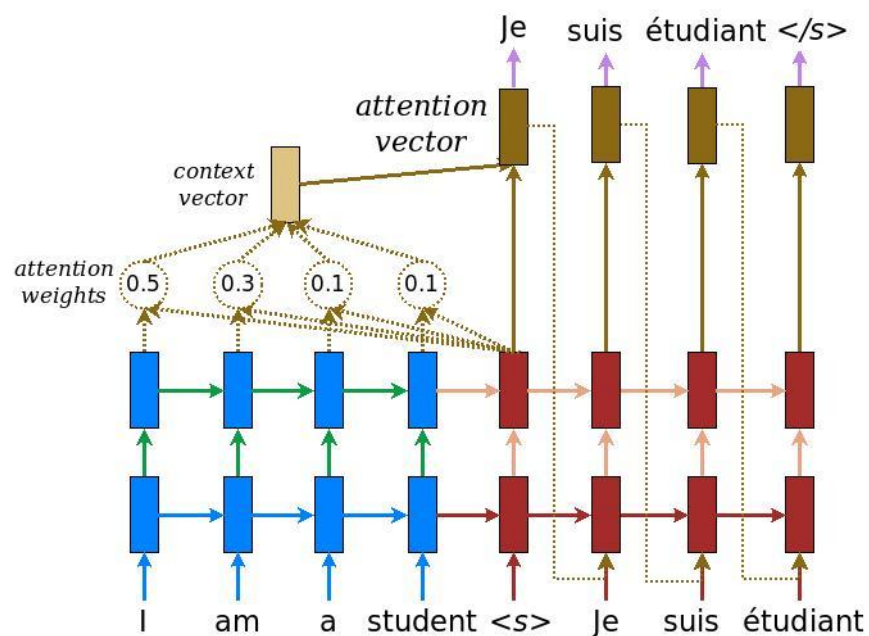 Je suis étudiant </s>
attention
vector
context
vector
attention
weights
0.5 0.3 0.1 0.1
I am a student <s> Je suis étudiant